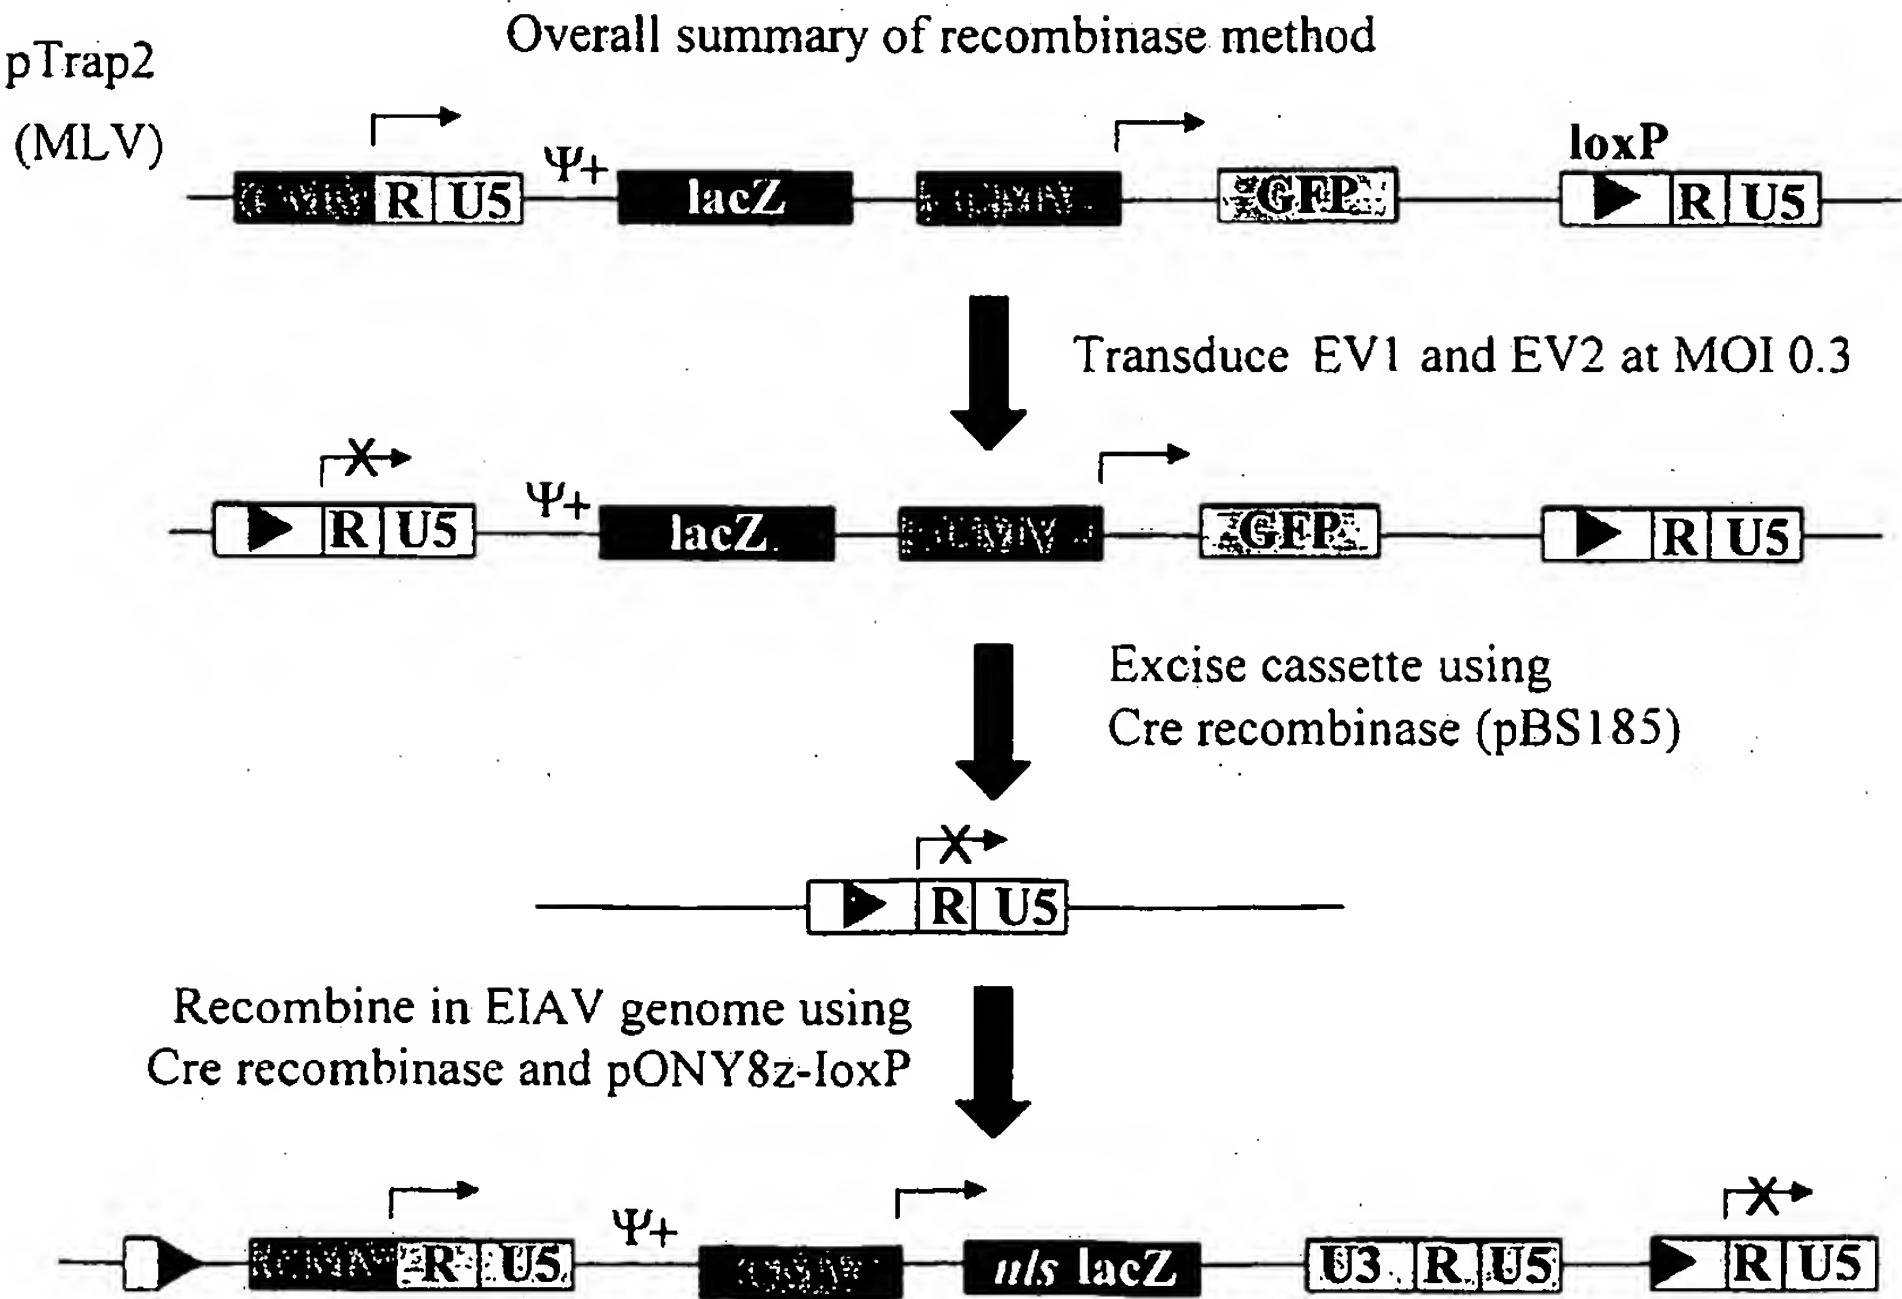 Overall summary of recombinase method
pTrap2
(MLV)
loxP
Ψ+
R U5 lacZ GFP R U5
Transduce EV1 and EV2 at MOI 0.3
X
Ψ+
R U5 lacZ GFP R U5
Excise cassette using
Cre recombinase (pBS185)
X
R U5
Recombine in EIAV genome using
Cre recombinase and pONY8z-loxP
X
Ψ+
R U5 nls lacZ U3 R U5 R U5